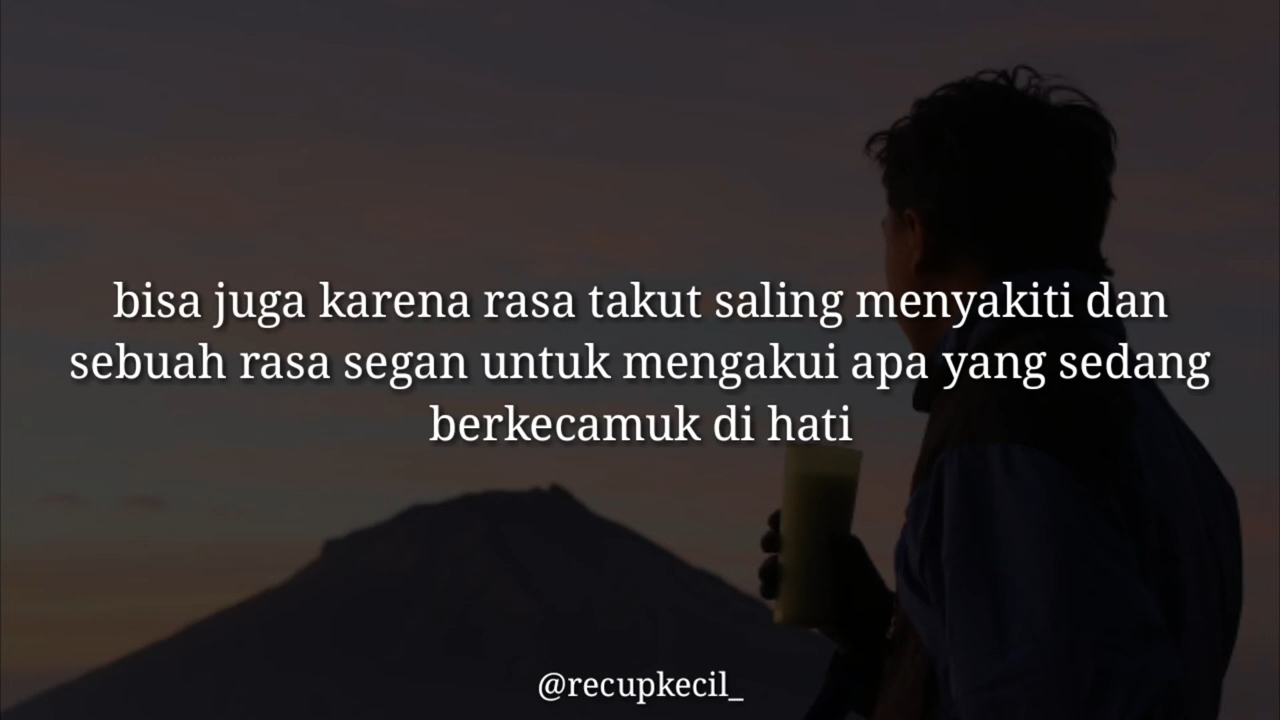 bisa juga karena rasa takut saling menyakiti dan
sebuah rasa segan untuk mengakui apa yang sedang
berkecamuk di hati
@recupkecil_